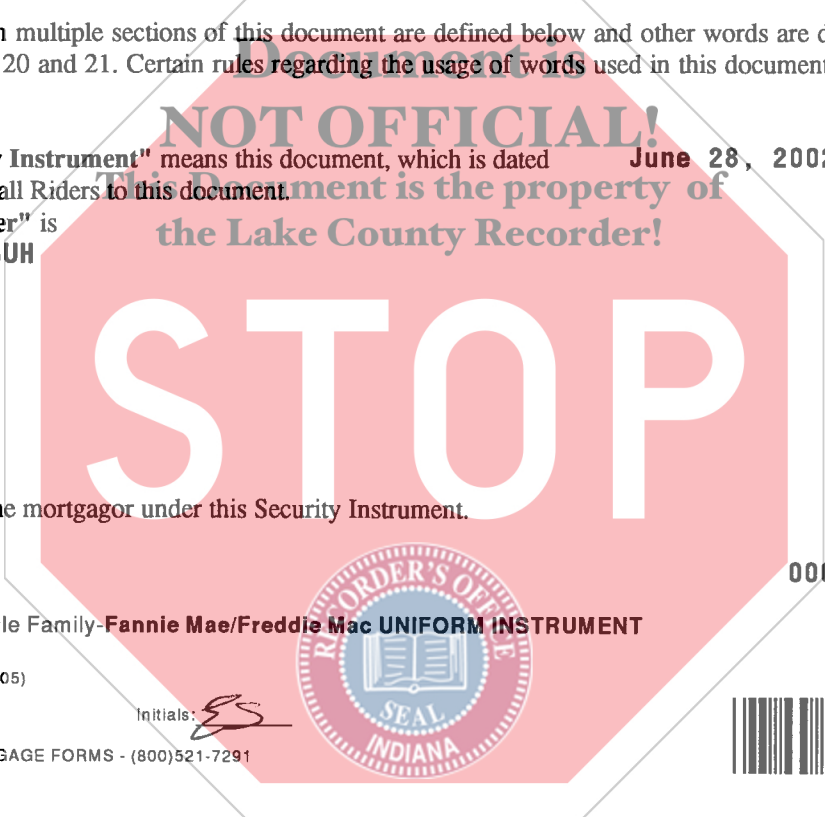 multiple sections of this document are defined below and other words are
Document is
20 and 21. Certain rules regarding the usage of words used in this document
NOT OFFICIAL!
Instrument" means this document, which is dated June 28, 2002
This Document is the property of
all Riders to this document.
er" is
the Lake County Recorder!
UH
STOP
e mortgagor under this Security Instrument.
RECORDER'S OFFICE
000
le Family-Fannie Mae/Freddie Mac UNIFORM INSTRUMENT
05)
SEAL
Initials: ES
INDIANA
GAGE FORMS - (800)521-7291